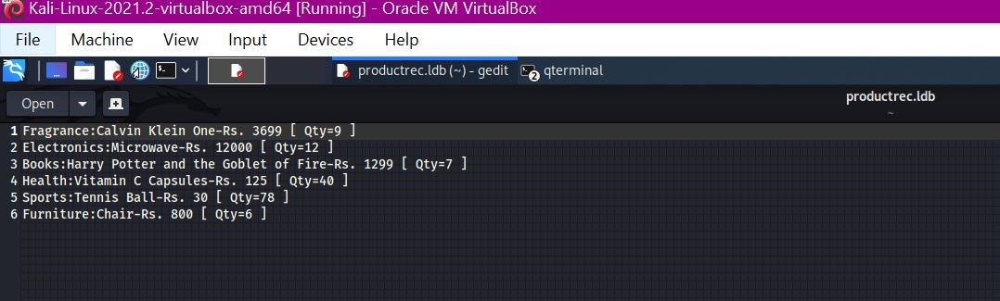 Kali-Linux-2021.2-virtualbox-amd64 [Running] - Oracle VM VirtualBox
File Machine View Input Devices Help
productrec.ldb (~) - gedit 2 qterminal
Open productrec.ldb
~
1 Fragrance:Calvin Klein One-Rs. 3699 [ Qty=9 ]
2 Electronics:Microwave-Rs. 12000 [ Qty=12 ]
3 Books:Harry Potter and the Goblet of Fire-Rs. 1299 [ Qty=7 ]
4 Health:Vitamin C Capsules-Rs. 125 [ Qty=40 ]
5 Sports:Tennis Ball-Rs. 30 [ Qty=78 ]
6 Furniture:Chair-Rs. 800 [ Qty=6 ]